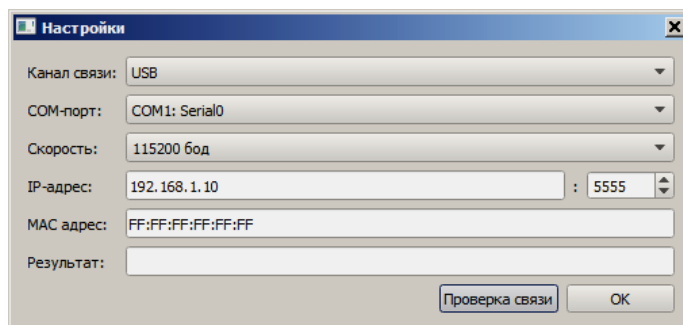 Настройки
Канал связи: USB
COM-порт: COM1: Serial0
Скорость: 115200 бод
IP-адрес: 192.168.1.10 : 5555
MAC адрес: FF:FF:FF:FF:FF:FF
Результат:
Проверка связи OK